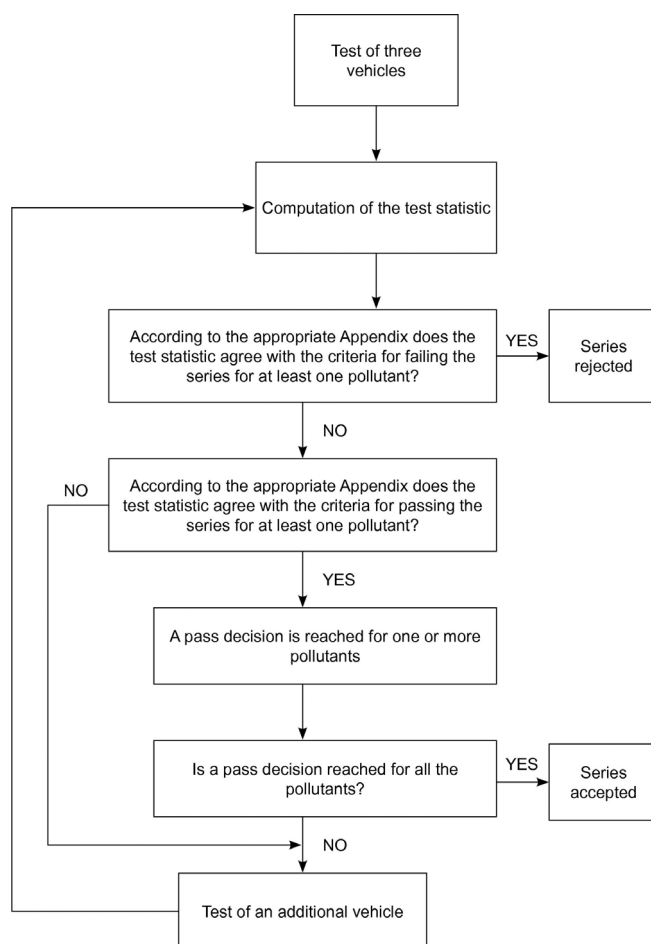 Test of three
vehicles
Computation of the test statistic
According to the appropriate Appendix does the
test statistic agree with the criteria for failing the
series for at least one pollutant?
YES
Series
rejected
NO
NO
According to the appropriate Appendix does the
test statistic agree with the criteria for passing the
series for at least one pollutant?
YES
A pass decision is reached for one or more
pollutants
Is a pass decision reached for all the
pollutants?
YES
Series
accepted
NO
Test of an additional vehicle